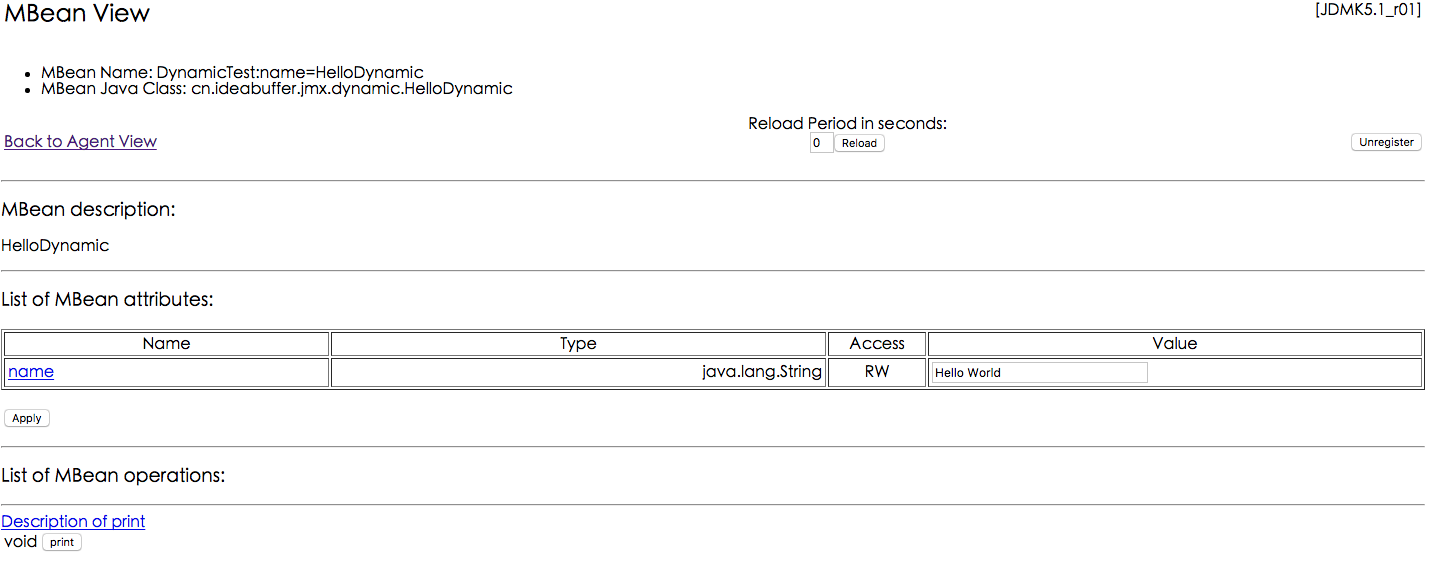 MBean View
[JDMK5.1_r01]
MBean Name: DynamicTest:name=HelloDynamic
MBean Java Class: cn.ideabuffer.jmx.dynamic.HelloDynamic
Reload Period in seconds:
Back to Agent View
0 Reload
Unregister
MBean description:
HelloDynamic
List of MBean attributes:
Name Type Access Value
name java.lang.String RW Hello World
Apply
List of MBean operations:
Description of print
void print